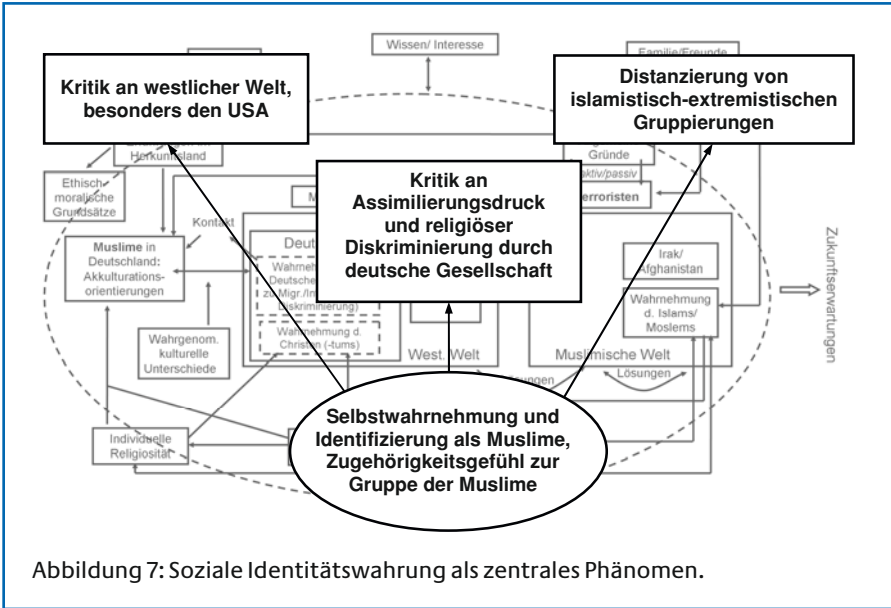 Wissen/ Interesse
Familie/Freunde
Kritik an westlicher Welt,
besonders den USA
Distanzierung von
islamistisch-extremistischen
Gruppierungen
Herkunftsland
Gründe
aktiv/passiv
Ethisch-
moralische
Grundsätze
Kritik an
Assimilierungsdruck
und religiöser
Diskriminierung durch
deutsche Gesellschaft
Kontakt
Muslime in
Deutschland:
Akkulturations-
orientierungen
Irak/
Afghanistan
Wahrnehmung
d. Islams/
Moslems
Zukunftserwartungen
Diskriminierung)
Wahrnehmung d.
Christen (-tums)
Wahrgenom.
kulturelle
Unterschiede
West. Welt
Muslimische Welt
Lösungen
Selbstwahrnehmung und
Identifizierung als Muslime,
Zugehörigkeitsgefühl zur
Gruppe der Muslime
Individuelle
Religiosität
Abbildung 7: Soziale Identitätswahrung als zentrales Phänomen.